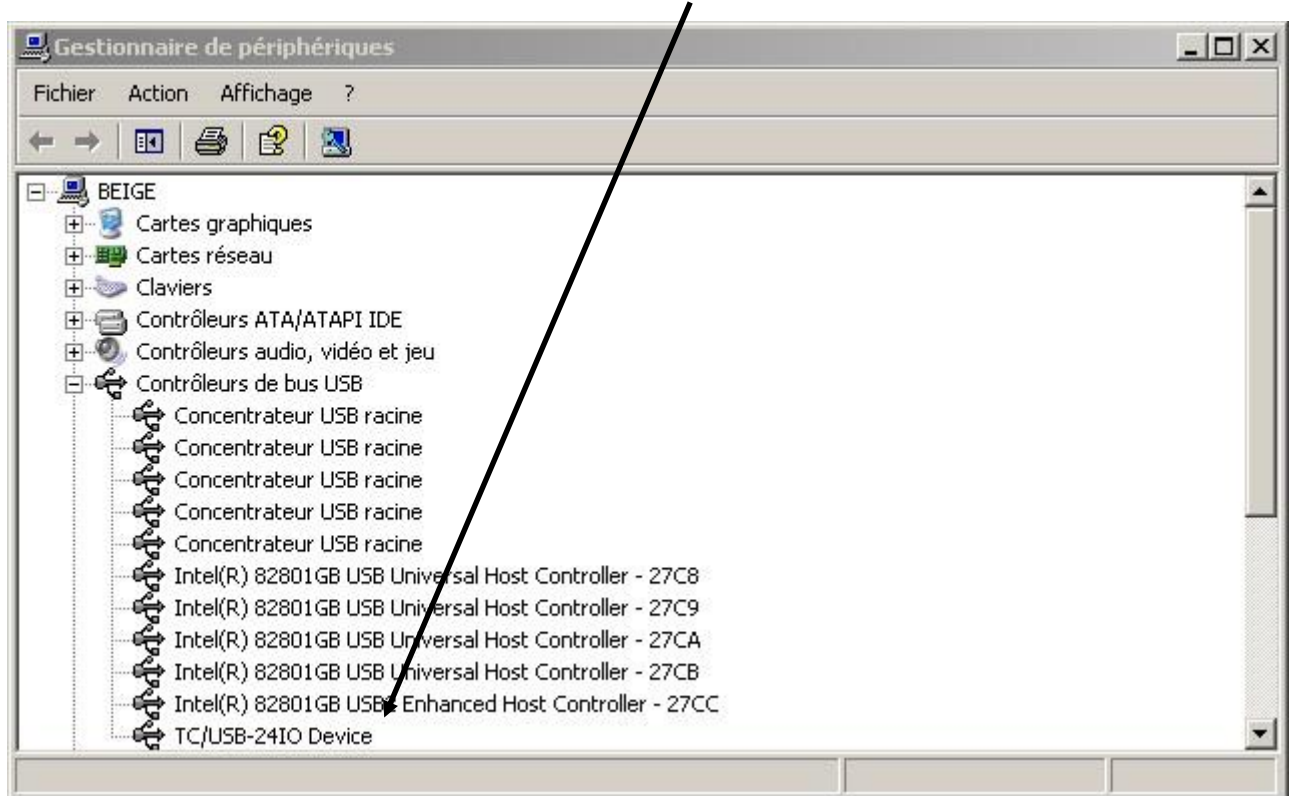 Gestionnaire de périphériques
Fichier Action Affichage ?
BEIGE
Cartes graphiques
Cartes réseau
Claviers
Contrôleurs ATA/ATAPI IDE
Contrôleurs audio, vidéo et jeu
Contrôleurs de bus USB
Concentrateur USB racine
Concentrateur USB racine
Concentrateur USB racine
Concentrateur USB racine
Concentrateur USB racine
Intel(R) 82801GB USB Universal Host Controller - 27C8
Intel(R) 82801GB USB Universal Host Controller - 27C9
Intel(R) 82801GB USB Universal Host Controller - 27CA
Intel(R) 82801GB USB Universal Host Controller - 27CB
Intel(R) 82801GB USB2 Enhanced Host Controller - 27CC
TC/USB-24IO Device